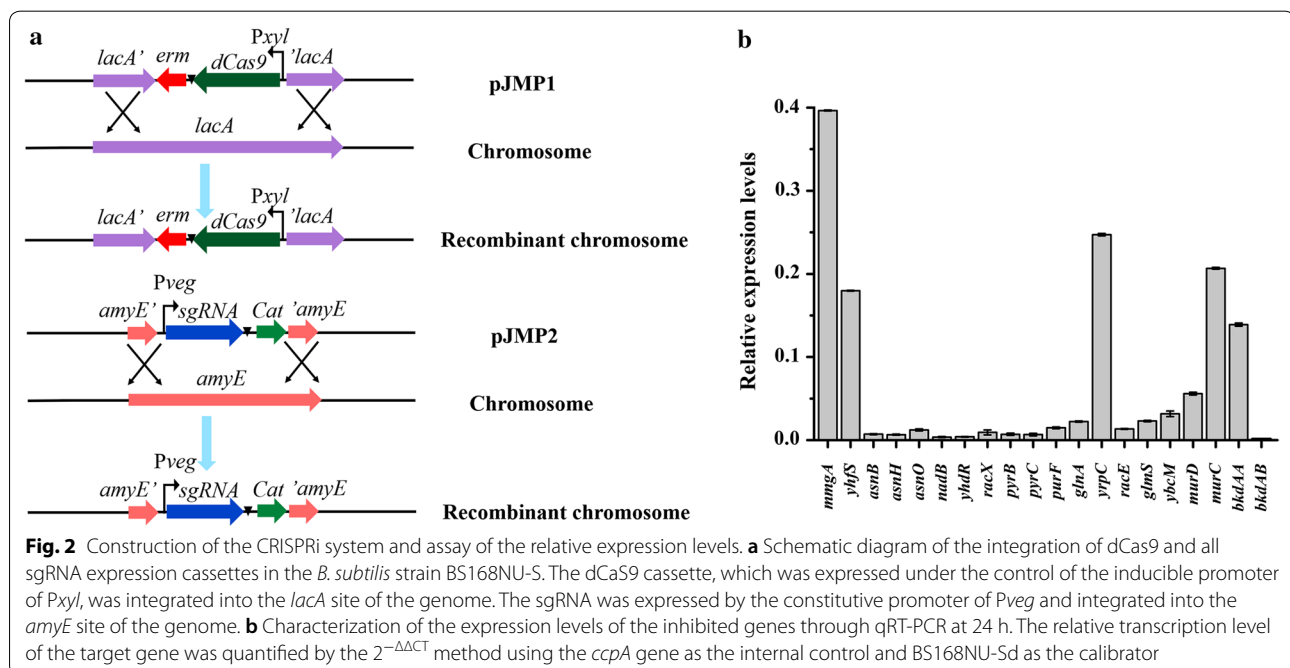 a
Pxyl
lacA' erm dCas9 'lacA
pJMP1
lacA
Chromosome
Pxyl
lacA' erm dCas9 'lacA
Recombinant chromosome
Pveg
amyE' sgRNA Cat 'amyE
pJMP2
amyE
Chromosome
Pveg
amyE' sgRNA Cat 'amyE
Recombinant chromosome
b
Relative expression levels
0.4
0.3
0.2
0.1
0.0
mmgA
yhfS
asnB
asnH
asnO
nadB
yhdR
racX
pyrB
pyrC
purF
glnA
yrpC
racE
glmS
ybcM
murD
murC
bkdAA
bkdAB
Fig. 2 Construction of the CRISPRi system and assay of the relative expression levels. a Schematic diagram of the integration of dCas9 and all
sgRNA expression cassettes in the B. subtilis strain BS168NU-S. The dCaS9 cassette, which was expressed under the control of the inducible promoter
of Pxyl, was integrated into the lacA site of the genome. The sgRNA was expressed by the constitutive promoter of Pveg and integrated into the
amyE site of the genome. b Characterization of the expression levels of the inhibited genes through qRT-PCR at 24 h. The relative transcription level
of the target gene was quantified by the 2−ΔΔCT method using the ccpA gene as the internal control and BS168NU-Sd as the calibrator